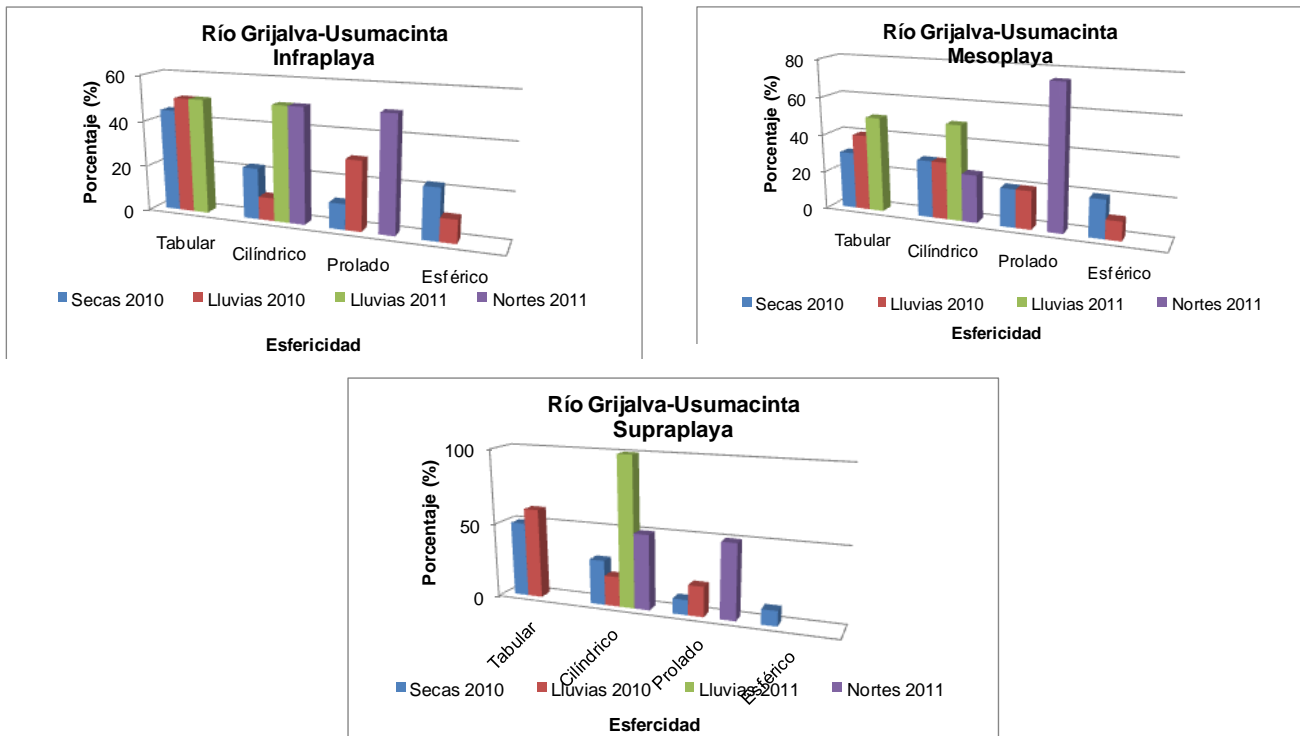 Río Grijalva-Usumacinta
Infraplaya
Porcentaje (%)
60
40
20
0
Tabular
Cilíndrico
Prolado
Esférico
Secas 2010 Lluvias 2010 Lluvias 2011 Nortes 2011
Esfericidad
Río Grijalva-Usumacinta
Mesoplaya
Porcentaje (%)
80
60
40
20
0
Tabular
Cilíndrico
Prolado
Esférico
Secas 2010 Lluvias 2010 Lluvias 2011 Nortes 2011
Esfericidad
Río Grijalva-Usumacinta
Supraplaya
Porcentaje (%)
100
50
0
Tabular
Cilíndrico
Prolado
Esférico
Secas 2010 Lluvias 2010 Lluvias 2011 Nortes 2011
Esfercidad